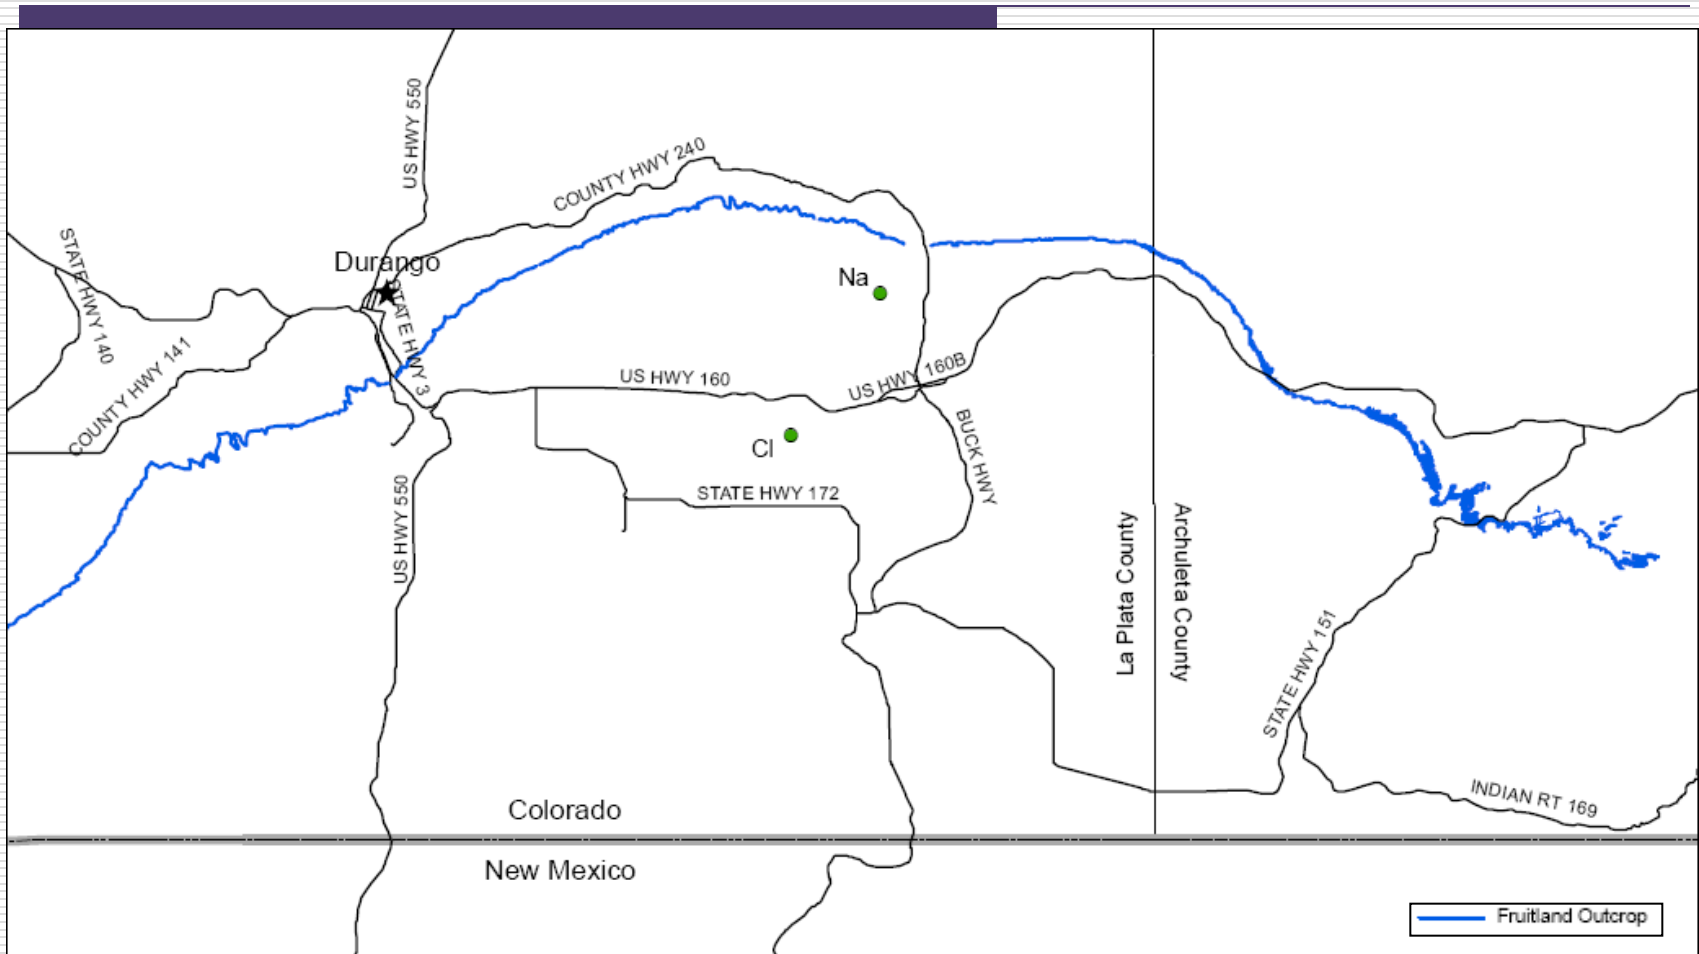 US HWY 550
COUNTY HWY 240
STATE HWY 140
Durango
STATE HWY 3
Na
COUNTY HWY 141
US HWY 160
US HWY 160B
Cl
BUCK HWY
STATE HWY 172
US HWY 550
La Plata County
Archuleta County
STATE HWY 151
INDIAN RT 169
Colorado
New Mexico
Fruitland Outcrop